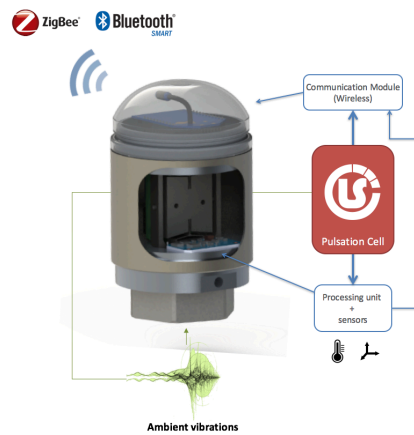 ZigBee®
Bluetooth®
SMART
Communication Module
(Wireless)
Pulsation Cell
Processing unit
+
sensors
Ambient vibrations